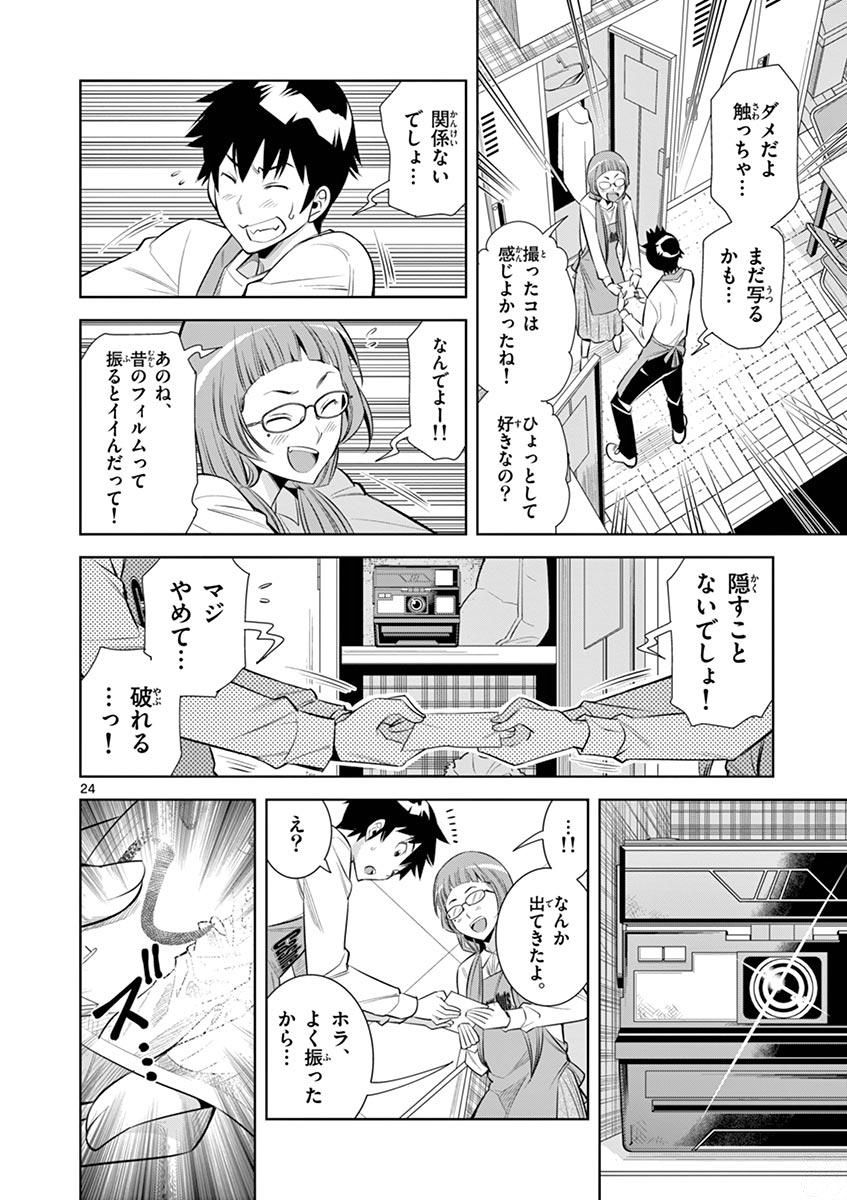 ダメだよ
触っちゃ…
まだ写る
かも…
撮ったコは
感じよかったね！
ひょっとして
好きなの？
関係ない
でしょ…
なんでよー!!
あのね、
昔のフィルムって
振るとイイんだって！
隠すこと
ないでしょ！
マジ
やめて…
破れる
…っ！
…!!
なんか
出てきたよ。
え？
ホラ、
よく振った
から…
ズ
24